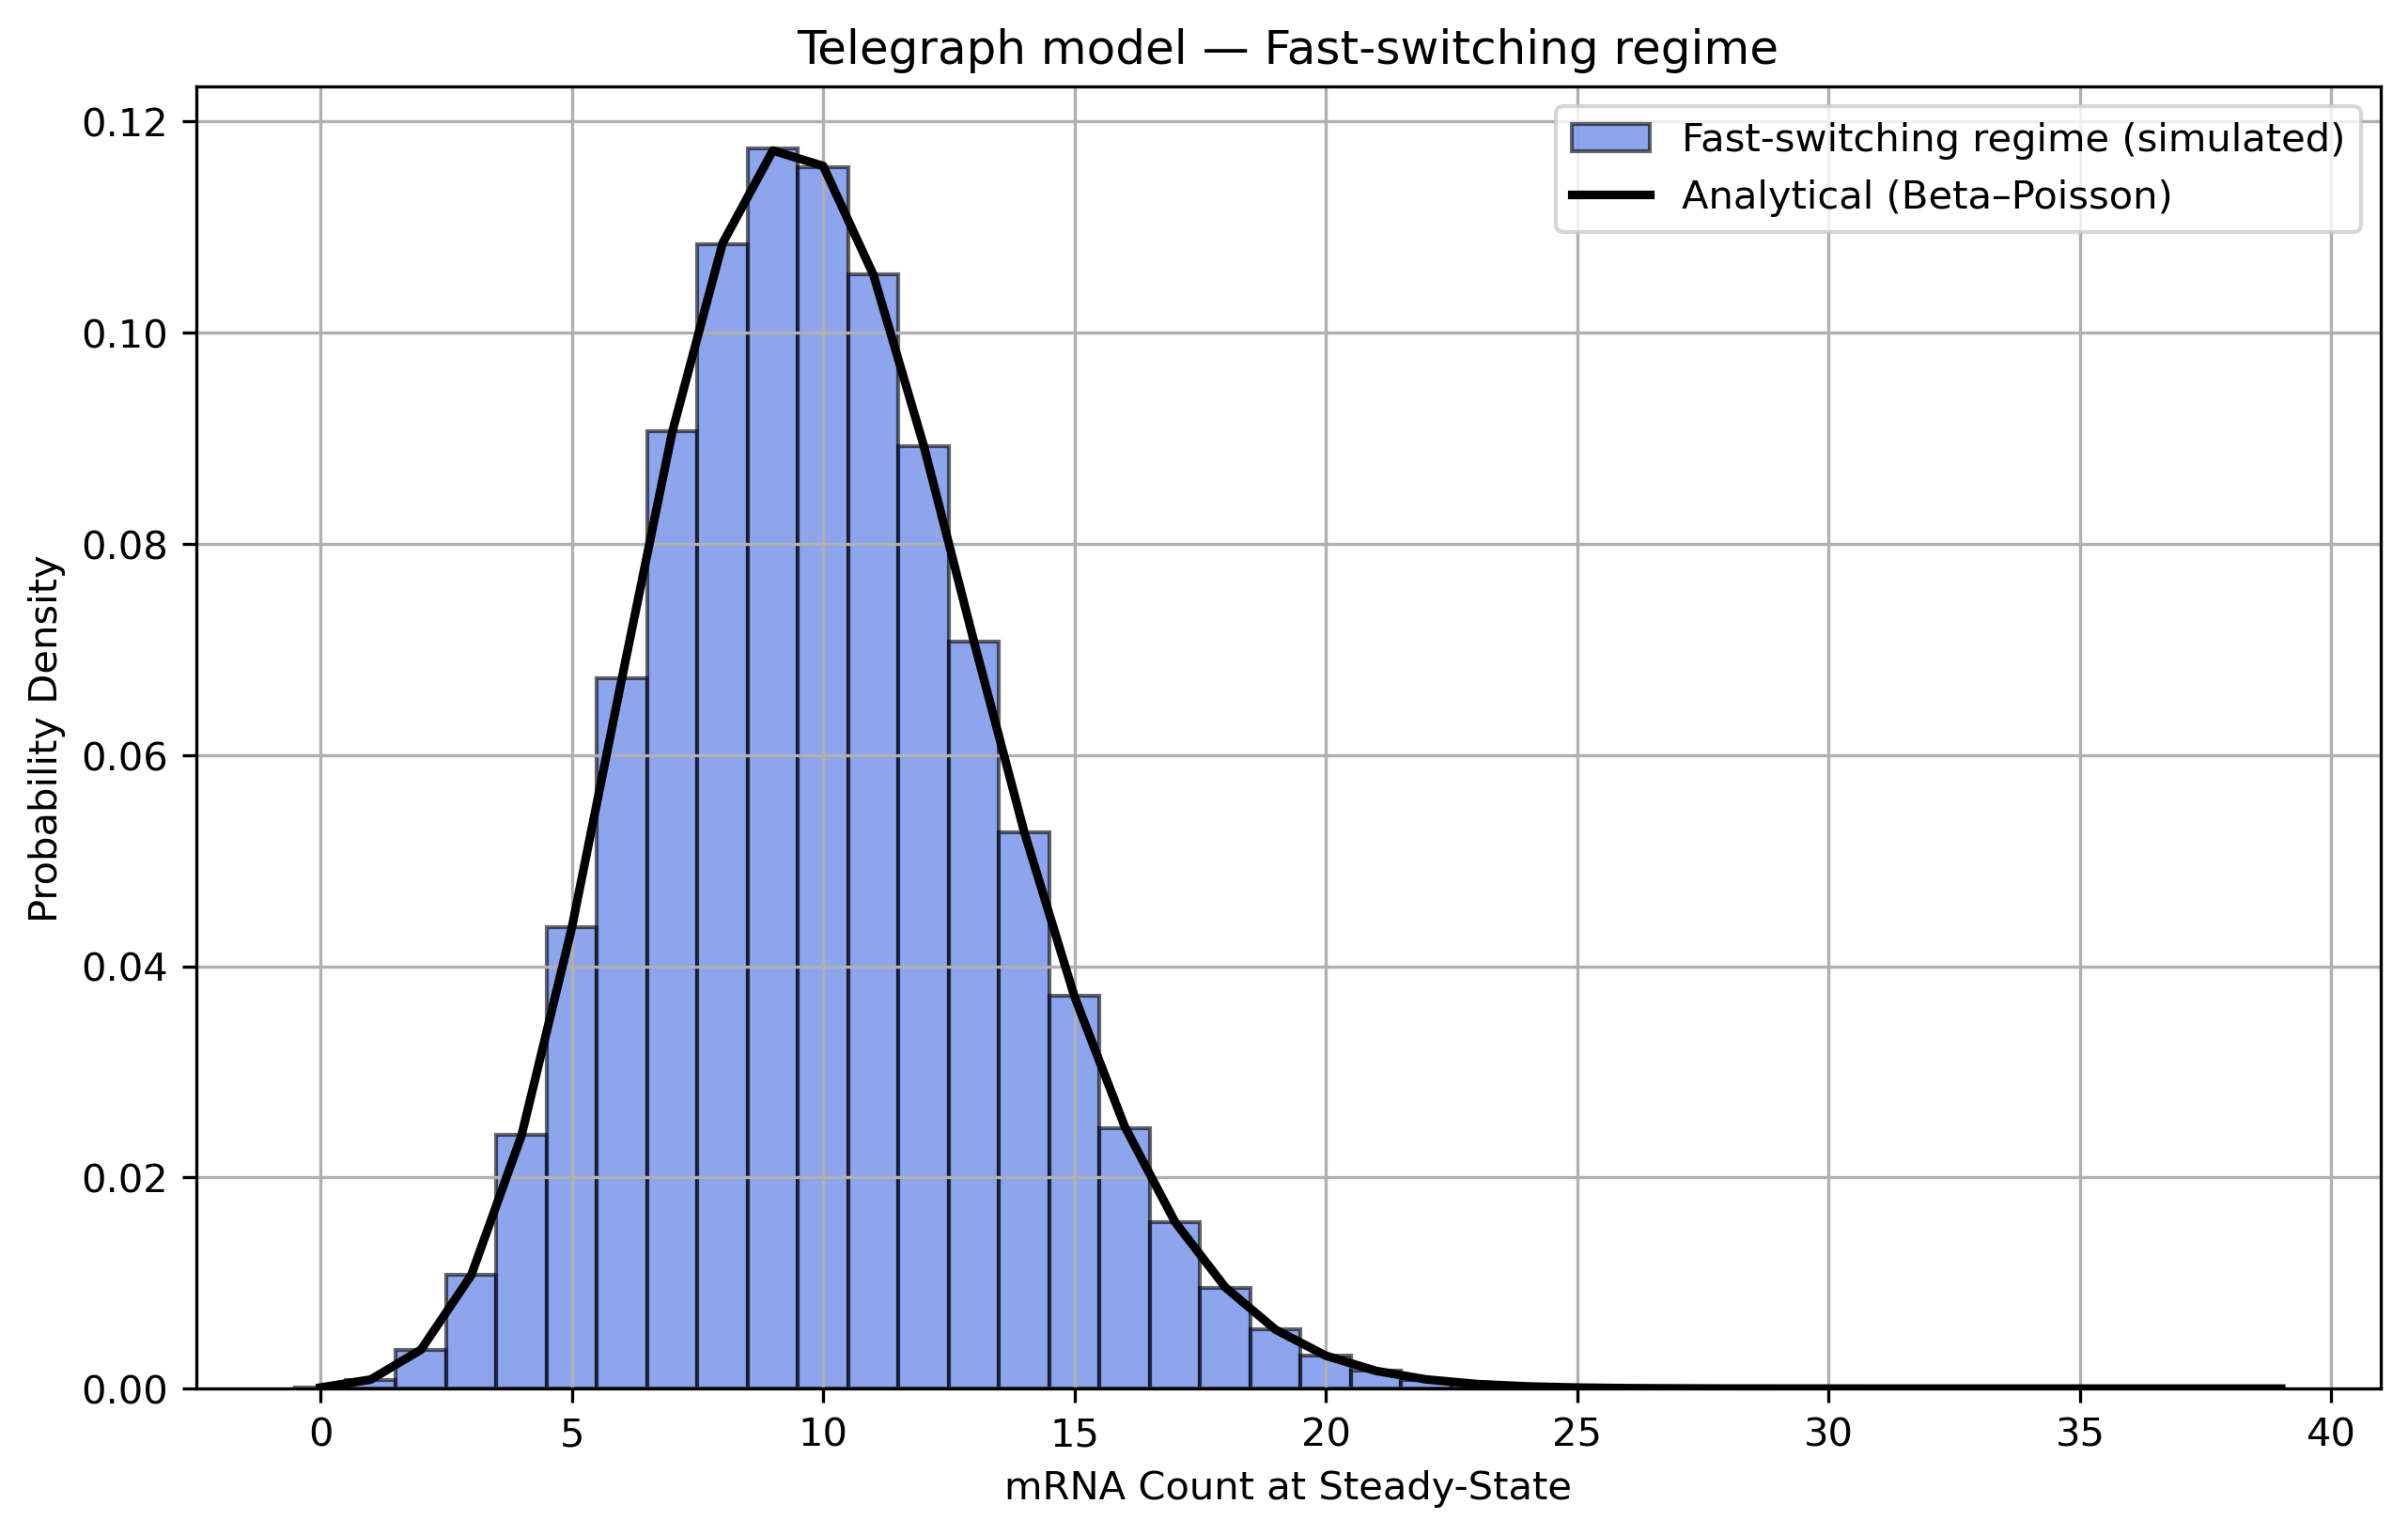 Telegraph model — Fast-switching regime
Fast-switching regime (simulated)
Analytical (Beta–Poisson)
Probability Density
0.12
0.10
0.08
0.06
0.04
0.02
0.00
0 5 10 15 20 25 30 35 40
mRNA Count at Steady-State